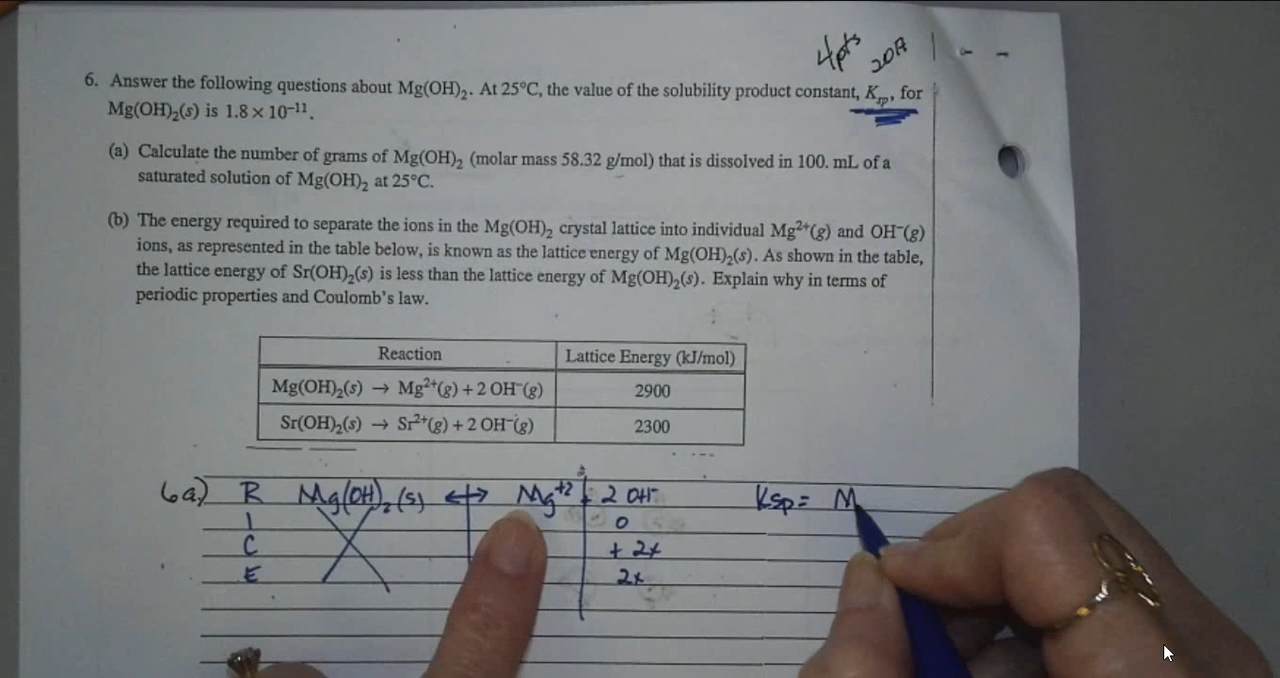 4pts 20A
6. Answer the following questions about Mg(OH)₂. At 25°C, the value of the solubility product constant, Kₛₚ, for
Mg(OH)₂(s) is 1.8 × 10⁻¹¹.
(a) Calculate the number of grams of Mg(OH)₂ (molar mass 58.32 g/mol) that is dissolved in 100. mL of a
saturated solution of Mg(OH)₂ at 25°C.
(b) The energy required to separate the ions in the Mg(OH)₂ crystal lattice into individual Mg²⁺(g) and OH⁻(g)
ions, as represented in the table below, is known as the lattice energy of Mg(OH)₂(s). As shown in the table,
the lattice energy of Sr(OH)₂(s) is less than the lattice energy of Mg(OH)₂(s). Explain why in terms of
periodic properties and Coulomb's law.
Reaction Lattice Energy (kJ/mol)
Mg(OH)₂(s) → Mg²⁺(g) + 2 OH⁻(g) 2900
Sr(OH)₂(s) → Sr²⁺(g) + 2 OH⁻(g) 2300
6a) R Mg(OH)₂(s) ↔ Mg⁺² + 2 OH⁻ Ksp = M
I 0
C + 2x
E 2x